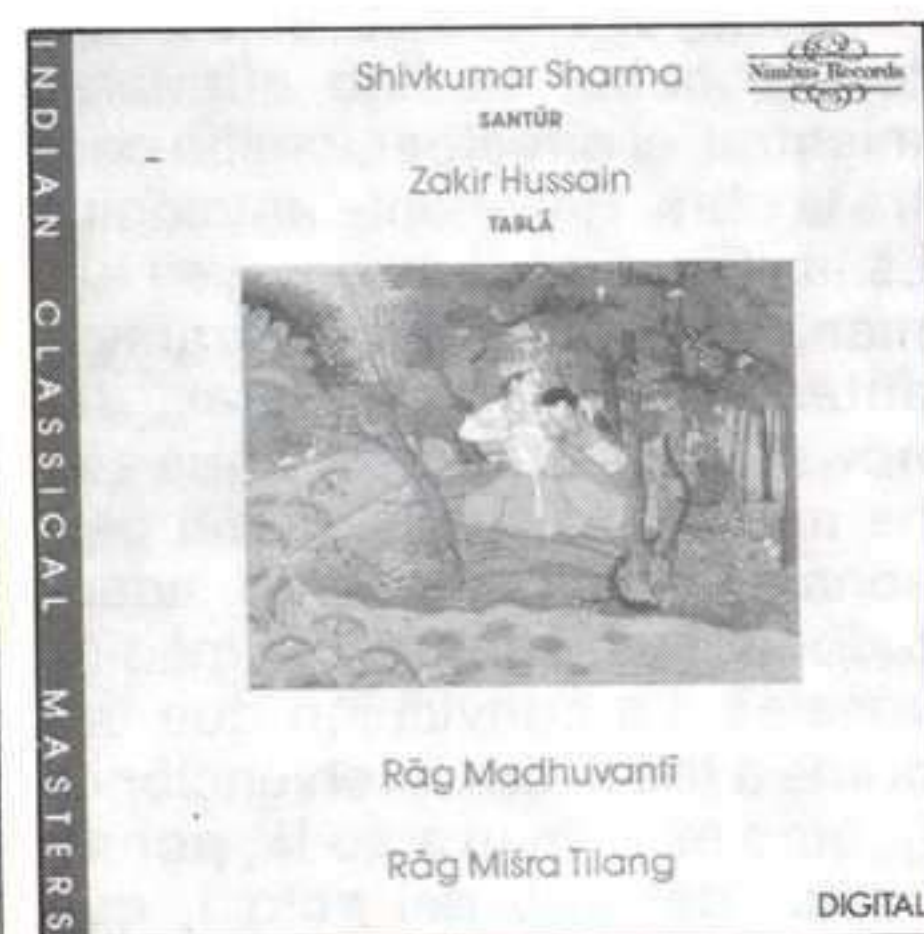 INDIAN CLASSICAL MASTERS
Shivkumar Sharma
SANTŪR
Zakir Hussain
TABLĀ
Nimbus Records
Rāg Madhuvantī
Rāg Miśra Tilang
DIGITAL